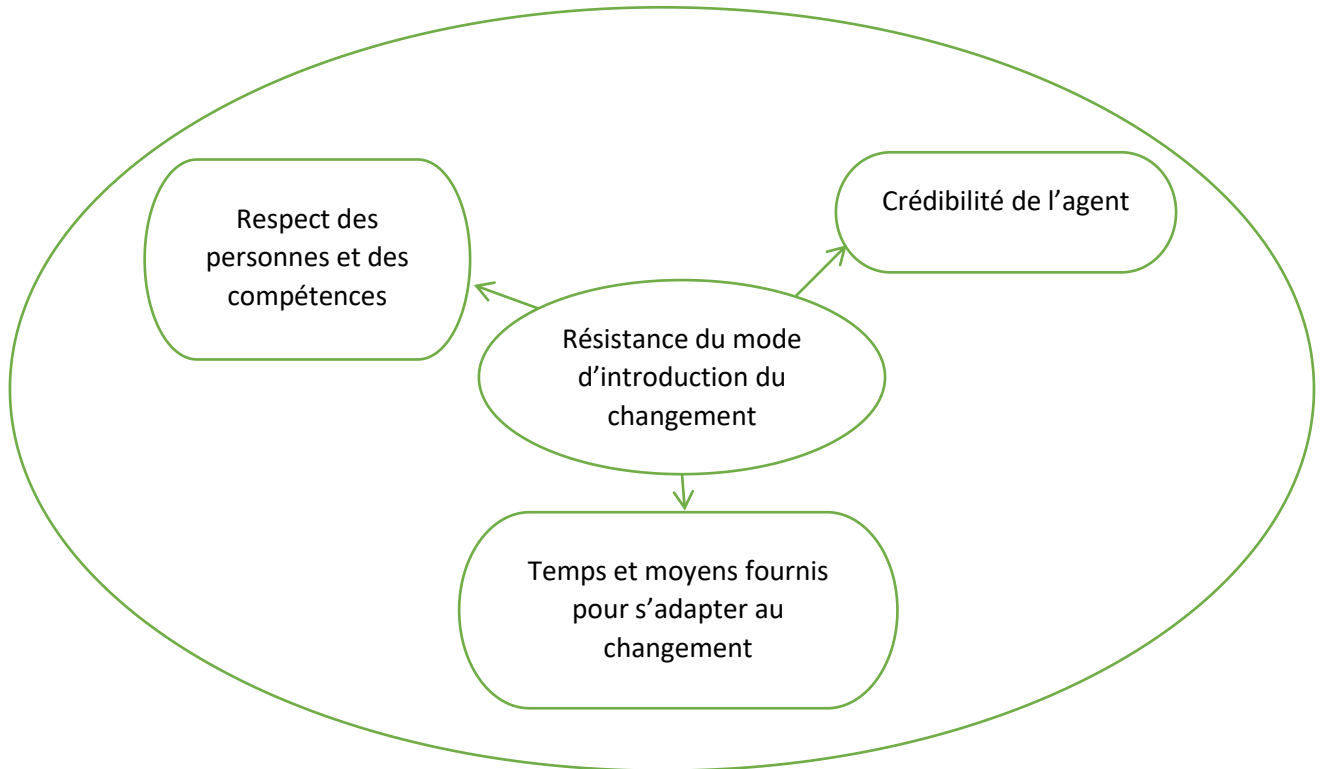 Respect des
personnes et des
compétences
Crédibilité de l’agent
Résistance du mode
d’introduction du
changement
Temps et moyens fournis
pour s’adapter au
changement